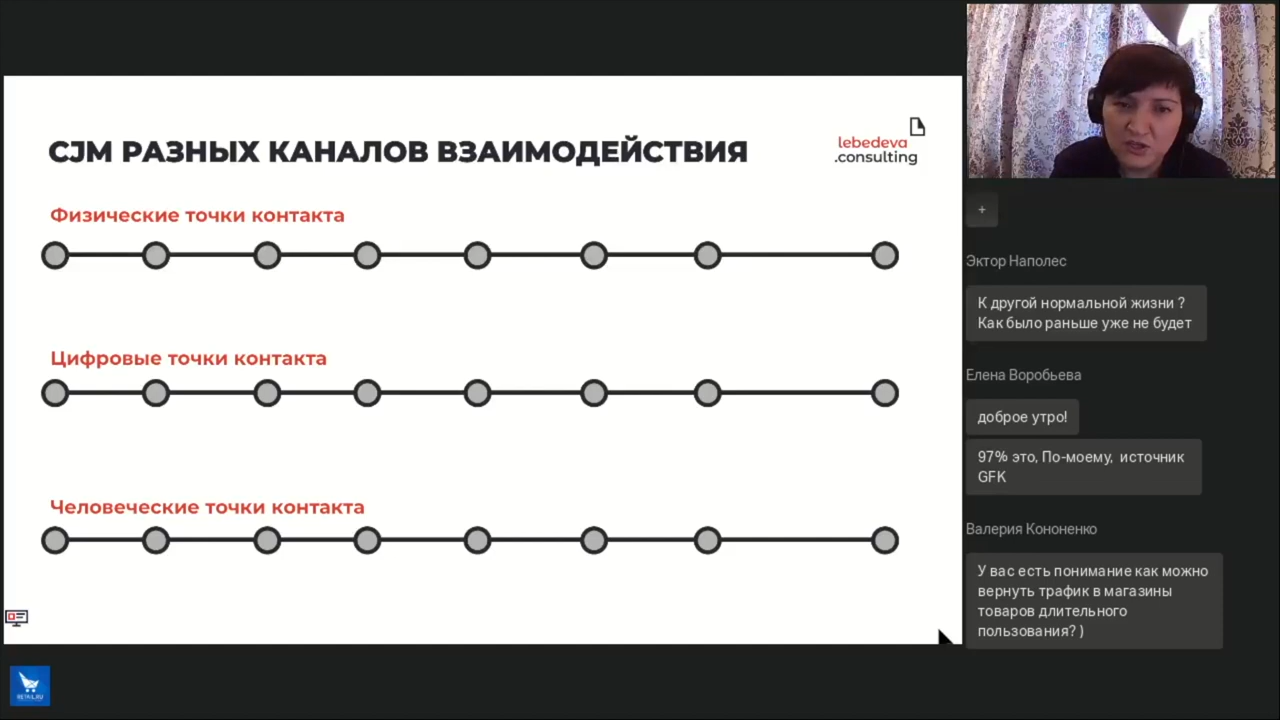 CJM РАЗНЫХ КАНАЛОВ ВЗАИМОДЕЙСТВИЯ
lebedeva
.consulting
Физические точки контакта
Цифровые точки контакта
Человеческие точки контакта
RETAIL.RU
+
Эктор Наполес
К другой нормальной жизни ?
Как было раньше уже не будет
Елена Воробьева
доброе утро!
97% это, По-моему, источник
GFK
Валерия Кононенко
У вас есть понимание как можно
вернуть трафик в магазины
товаров длительного
пользования? )